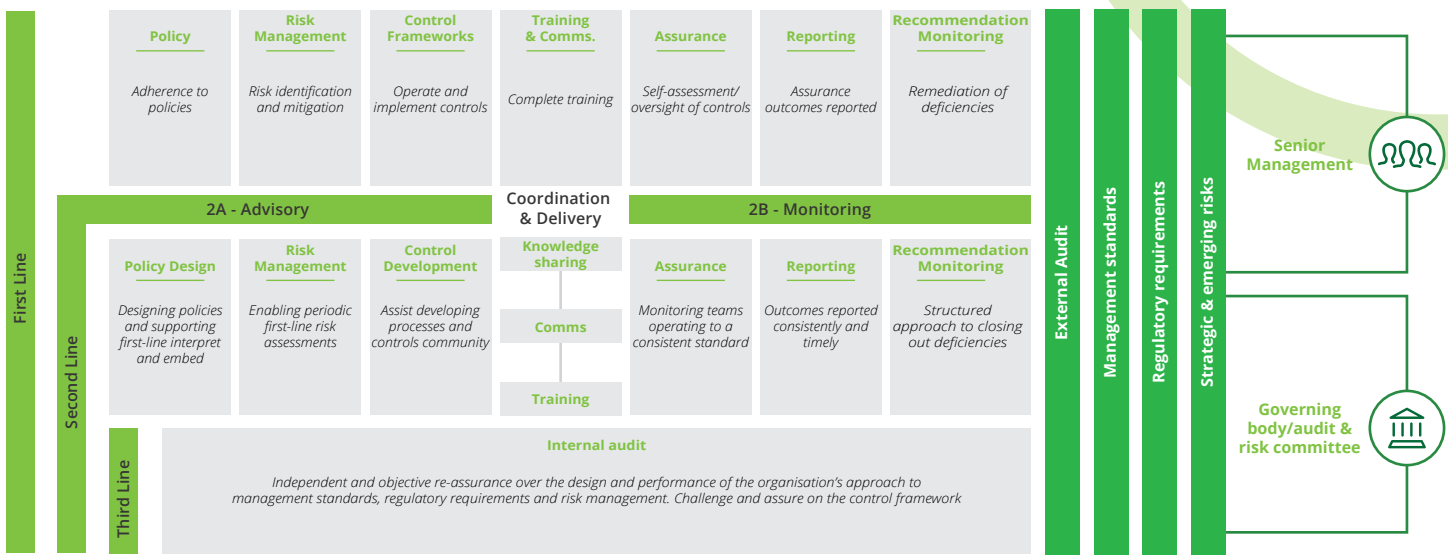 First Line
Policy
Adherence to
policies
Risk
Management
Risk identification
and mitigation
Control
Frameworks
Operate and
implement controls
Training
& Comms.
Complete training
Assurance
Self-assessment/
oversight of controls
Reporting
Assurance
outcomes reported
Recommendation
Monitoring
Remediation of
deficiencies
Second Line
2A - Advisory
Coordination
& Delivery
2B - Monitoring
Policy Design
Designing policies
and supporting
first-line interpret
and embed
Risk
Management
Enabling periodic
first-line risk
assessments
Control
Development
Assist developing
processes and
controls community
Knowledge
sharing
Comms
Training
Assurance
Monitoring teams
operating to a
consistent standard
Reporting
Outcomes reported
consistently and
timely
Recommendation
Monitoring
Structured
approach to closing
out deficiencies
Third Line
Internal audit
Independent and objective re-assurance over the design and performance of the organisation’s approach to
management standards, regulatory requirements and risk management. Challenge and assure on the control framework
External Audit
Management standards
Regulatory requirements
Strategic & emerging risks
Senior
Management
Governing
body/audit &
risk committee